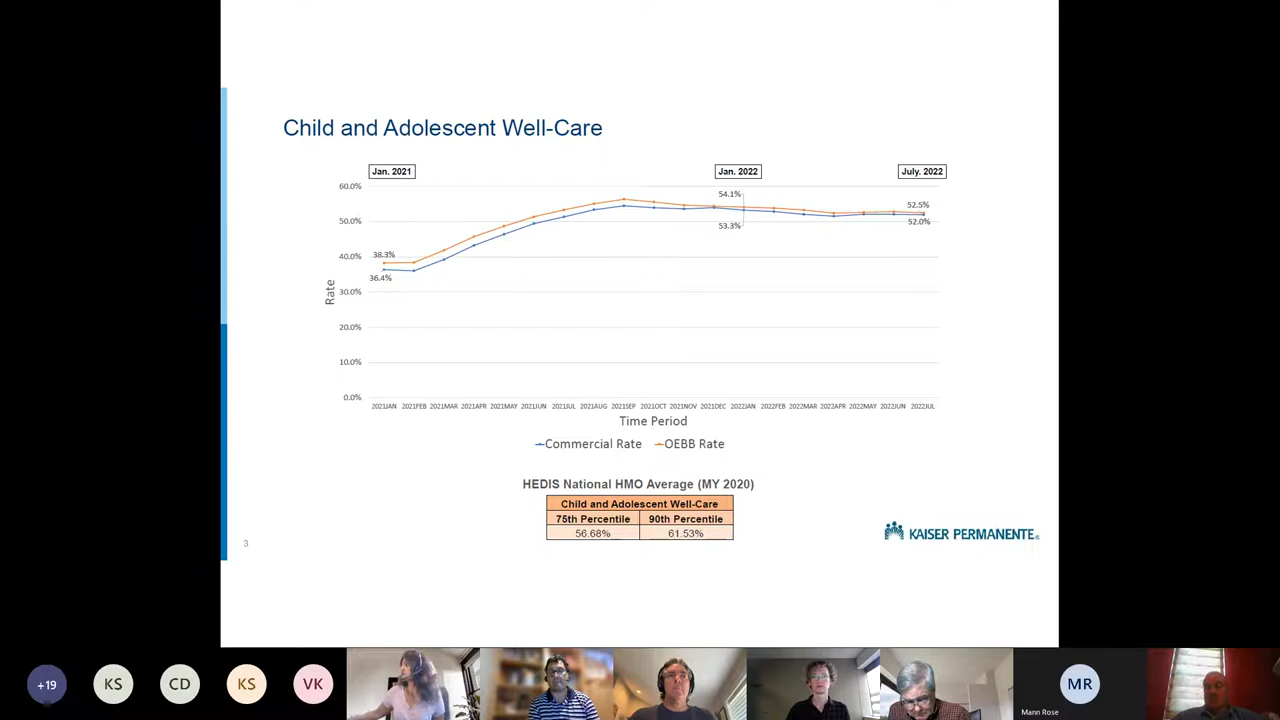 Child and Adolescent Well-Care
Jan. 2021
Jan. 2022
July. 2022
60.0%
50.0%
40.0%
30.0%
20.0%
10.0%
0.0%
Rate
38.3%
36.4%
54.1%
53.3%
52.5%
52.0%
2021JAN 2021FEB 2021MAR 2021APR 2021MAY 2021JUN 2021JUL 2021AUG 2021SEP 2021OCT 2021NOV 2021DEC 2022JAN 2022FEB 2022MAR 2022APR 2022MAY 2022JUN 2022JUL
Time Period
Commercial Rate OEBB Rate
HEDIS National HMO Average (MY 2020)
Child and Adolescent Well-Care
75th Percentile 90th Percentile
56.68% 61.53%
3
KAISER PERMANENTE®
+19 KS CD KS VK MR
Mann Rose